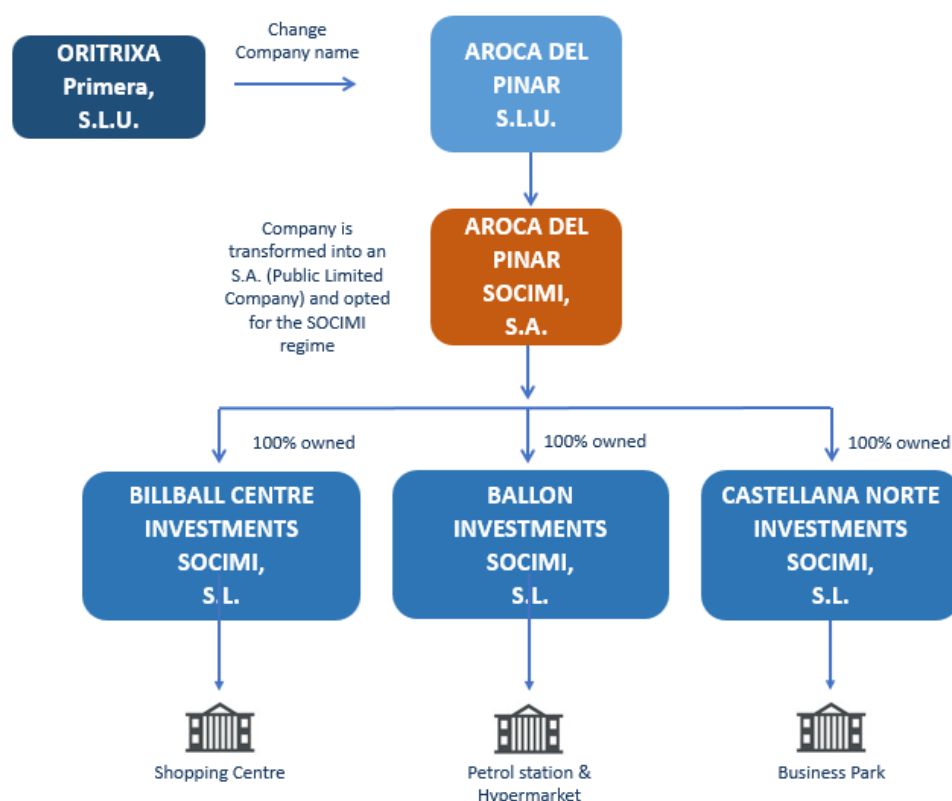 ORITRIXA
Primera,
S.L.U.
Change
Company name
AROCA DEL
PINAR
S.L.U.
Company is
transformed into an
S.A. (Public Limited
Company) and opted
for the SOCIMI
regime
AROCA DEL
PINAR
SOCIMI,
S.A.
100% owned
100% owned
100% owned
BILLBALL CENTRE
INVESTMENTS
SOCIMI,
S.L.
BALLON
INVESTMENTS
SOCIMI,
S.L.
CASTELLANA NORTE
INVESTMENTS
SOCIMI,
S.L.
Shopping Centre
Petrol station &
Hypermarket
Business Park